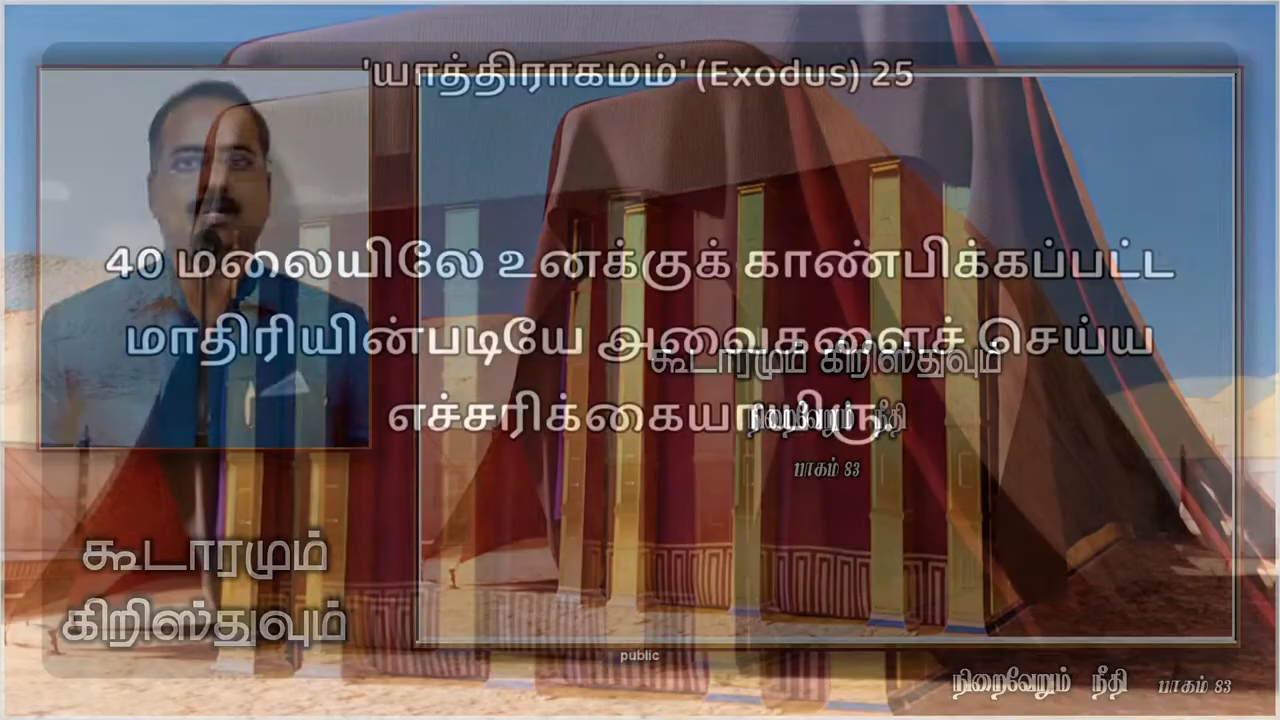 'யாத்திராகமம்' (Exodus) 25
40 மலையிலே உனக்குக் காண்பிக்கப்பட்ட
மாதிரியின்படியே அவைகளைச் செய்ய
எச்சரிக்கையாயிரு
கூடாரமும் கிறிஸ்துவும்
நிறைவேறும் நீதி
பாகம் 83
கூடாரமும்
கிறிஸ்துவும்
public
நிறைவேறும் நீதி பாகம் 83